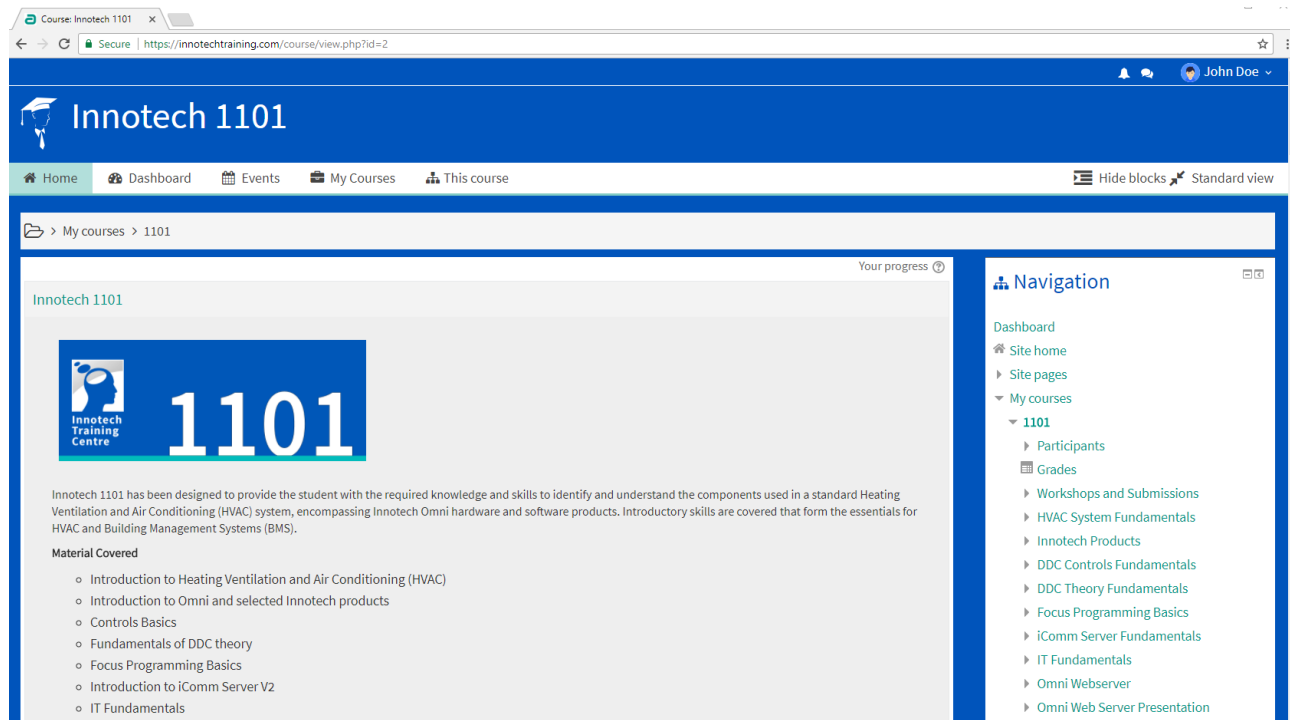 Course: Innotech 1101
Secure | https://innotechtraining.com/course/view.php?id=2
John Doe
Innotech 1101
Home Dashboard Events My Courses This course Hide blocks Standard view
> My courses > 1101
Your progress
Innotech 1101
Innotech
Training
Centre
1101
Innotech 1101 has been designed to provide the student with the required knowledge and skills to identify and understand the components used in a standard Heating
Ventilation and Air Conditioning (HVAC) system, encompassing Innotech Omni hardware and software products. Introductory skills are covered that form the essentials for
HVAC and Building Management Systems (BMS).
Material Covered
Introduction to Heating Ventilation and Air Conditioning (HVAC)
Introduction to Omni and selected Innotech products
Controls Basics
Fundamentals of DDC theory
Focus Programming Basics
Introduction to iComm Server V2
IT Fundamentals
Navigation
Dashboard
Site home
Site pages
My courses
1101
Participants
Grades
Workshops and Submissions
HVAC System Fundamentals
Innotech Products
DDC Controls Fundamentals
DDC Theory Fundamentals
Focus Programming Basics
iComm Server Fundamentals
IT Fundamentals
Omni Webserver
Omni Web Server Presentation